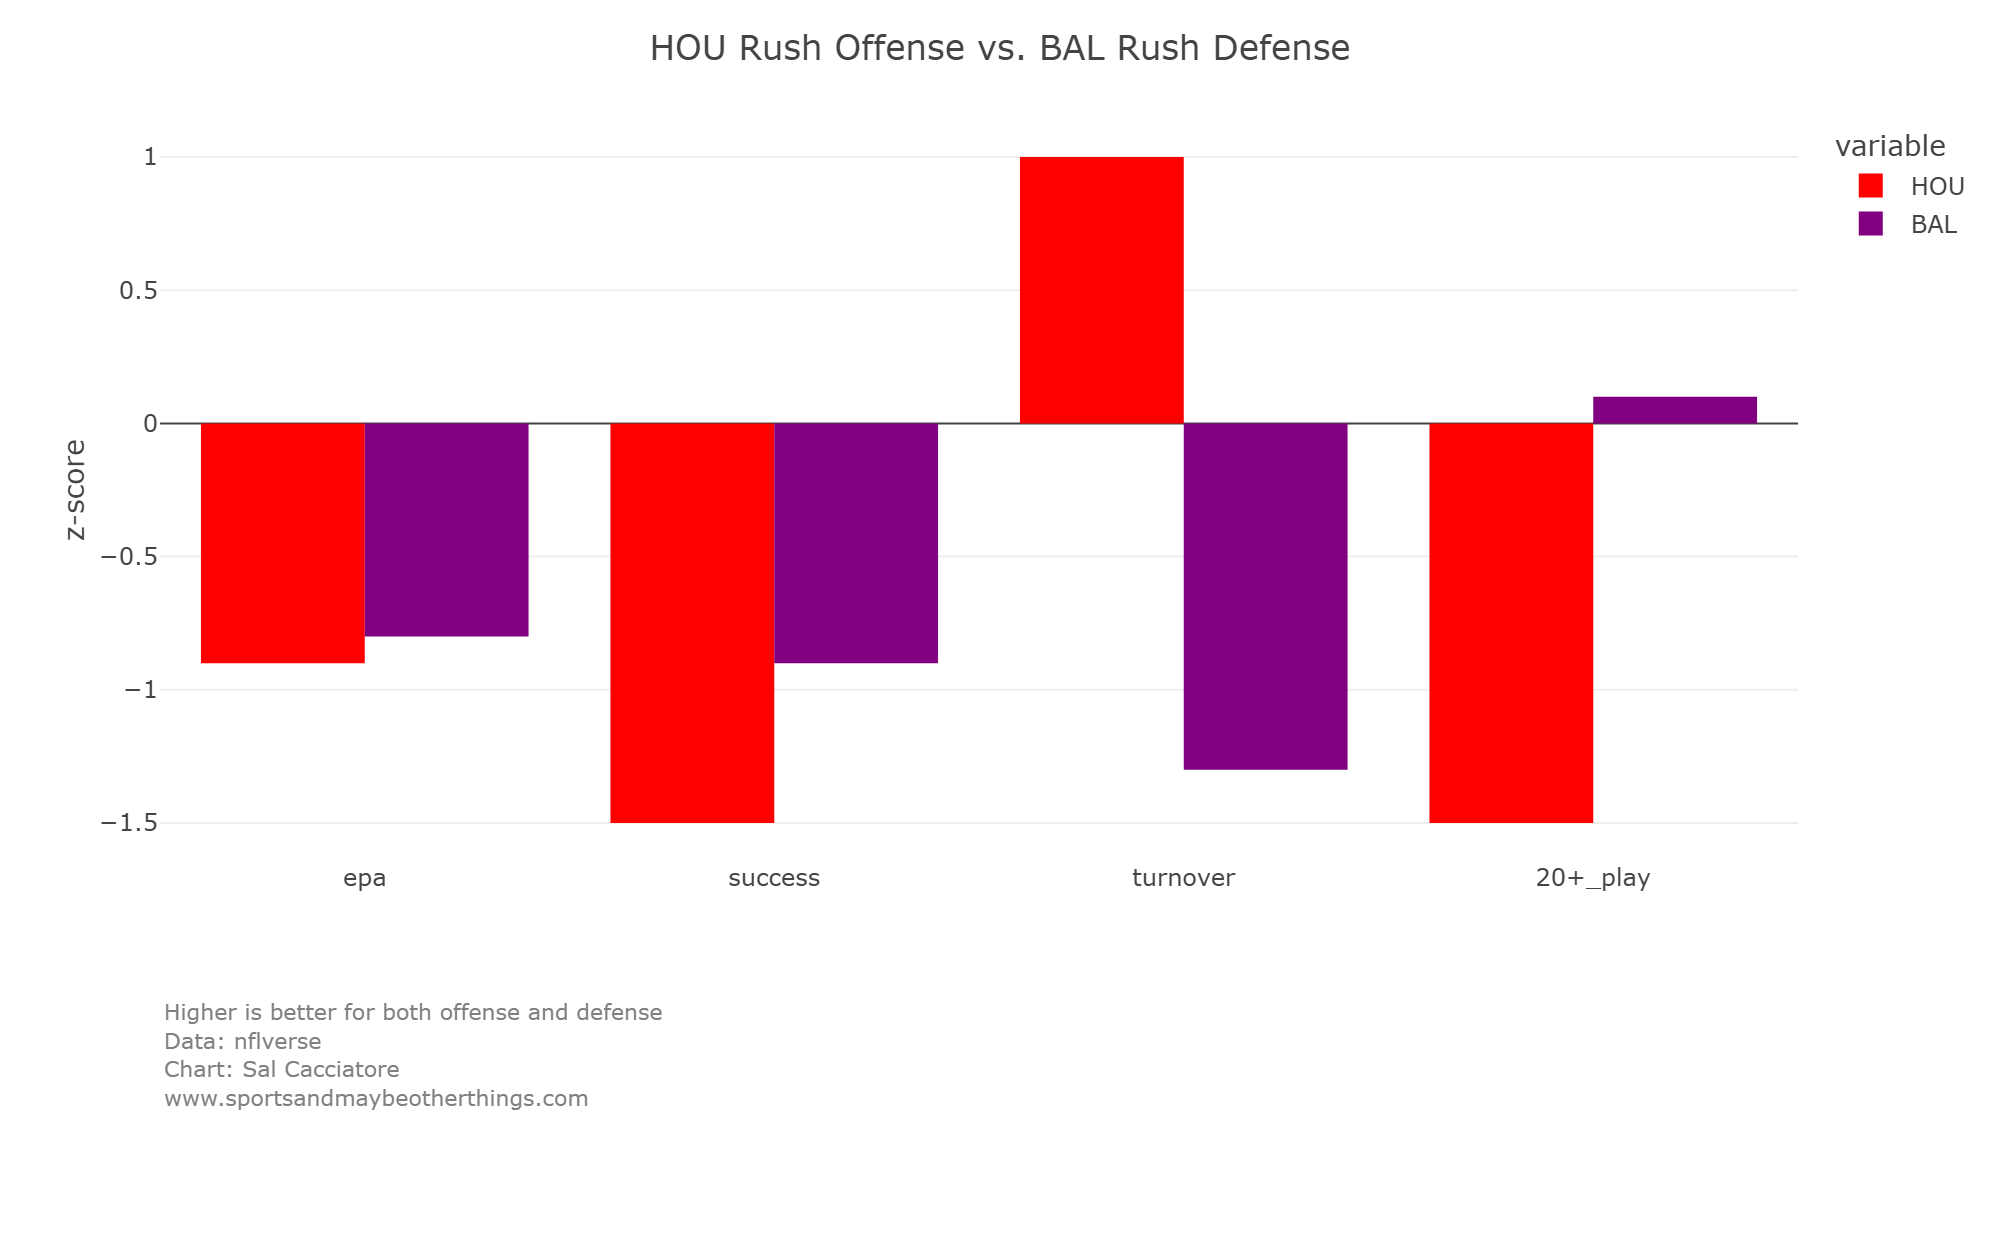 HOU Rush Offense vs. BAL Rush Defense
variable
HOU
BAL
1
0.5
0
−0.5
−1
−1.5
z-score
epa
success
turnover
20+_play
Higher is better for both offense and defense
Data: nflverse
Chart: Sal Cacciatore
www.sportsandmaybeotherthings.com